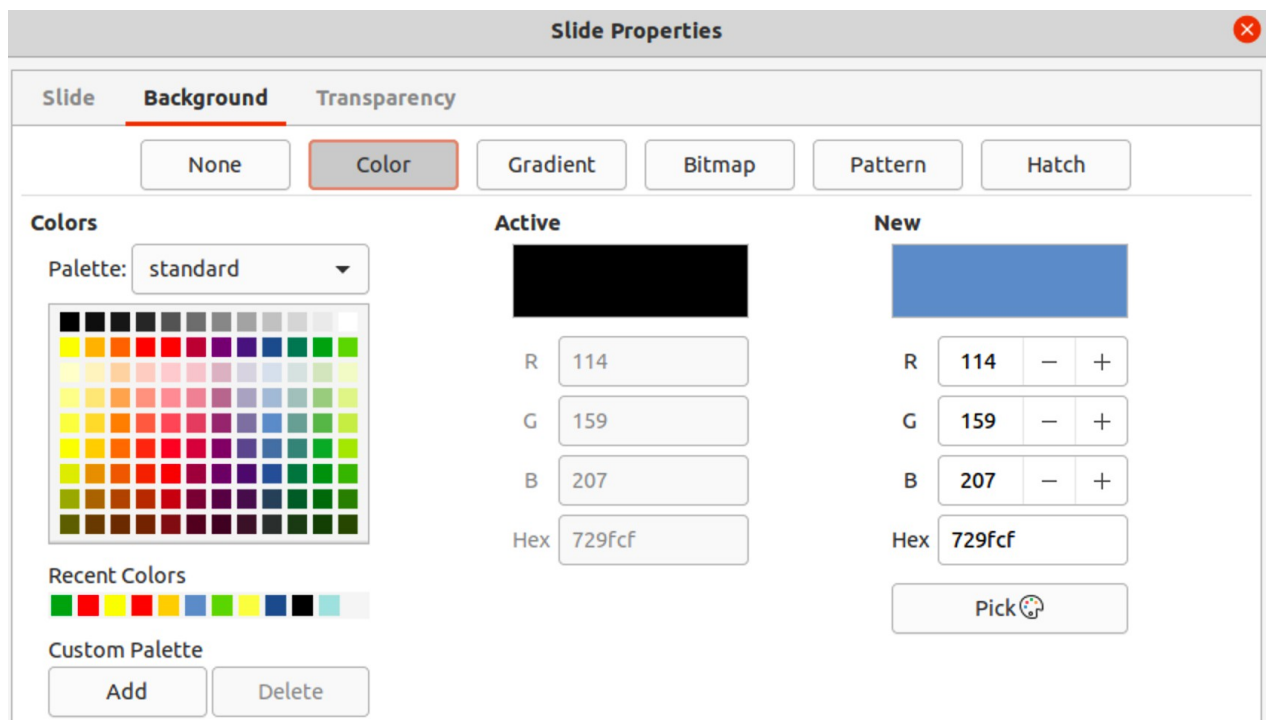 Slide Properties
Slide Background Transparency
None Color Gradient Bitmap Pattern Hatch
Colors Active New
Palette: standard
R 114 R 114 − +
G 159 G 159 − +
B 207 B 207 − +
Hex 729fcf Hex 729fcf
Recent Colors
Pick
Custom Palette
Add Delete